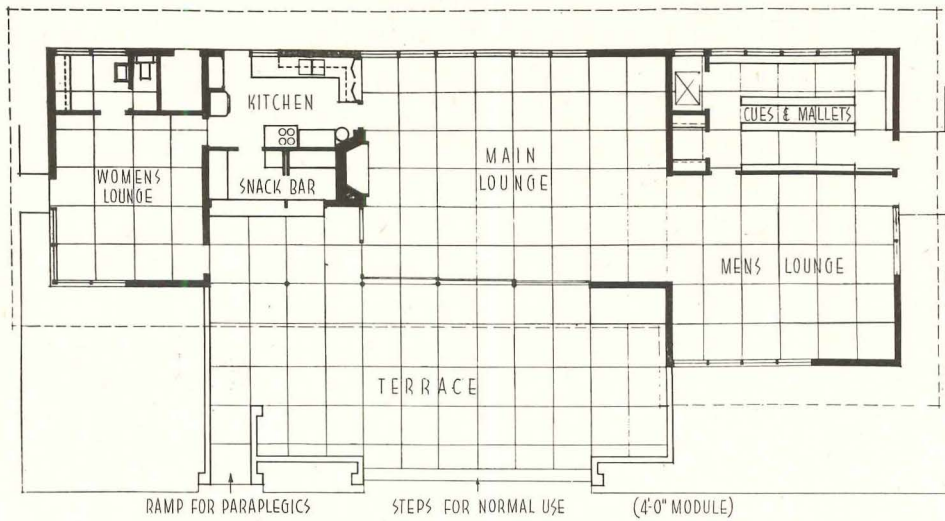 KITCHEN
CUES & MALLETS
MAIN
LOUNGE
WOMENS
LOUNGE
SNACK BAR
MENS LOUNGE
TERRACE
RAMP FOR PARAPLEGICS
STEPS FOR NORMAL USE
(4'·0" MODULE)